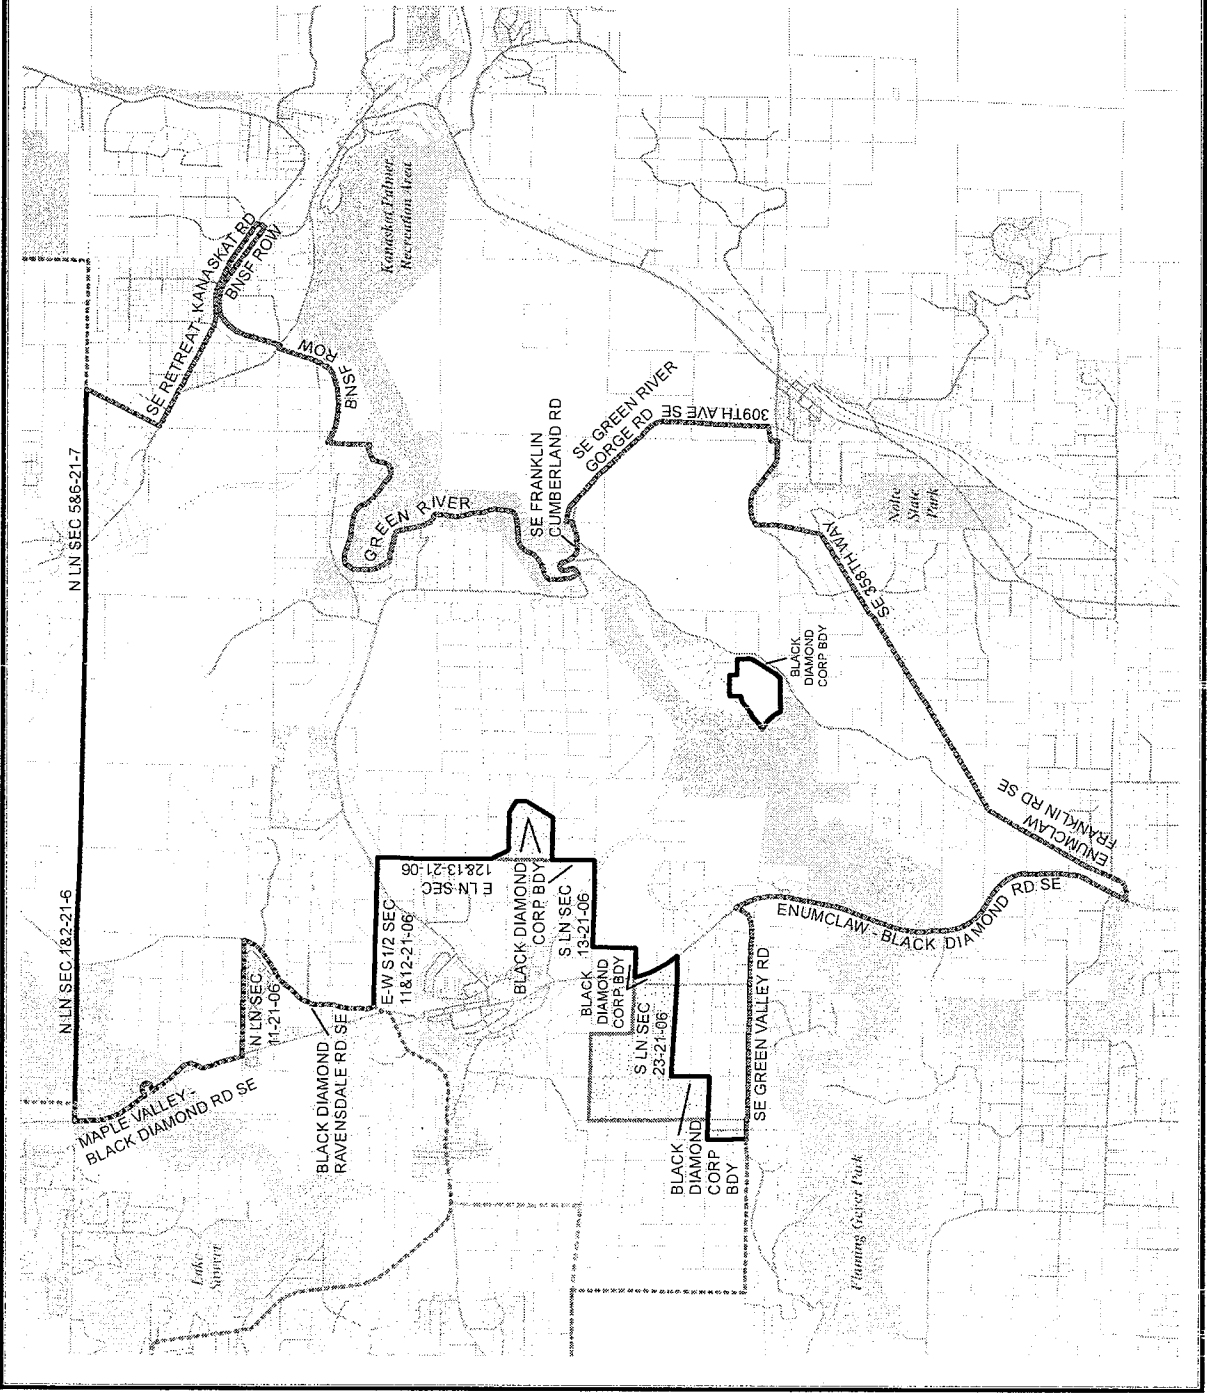 N LN SEC 1&2-21-6
N LN SEC 5&6-21-7
SE RETREAT - KANASKAT RD
BNSF ROW
BNSF ROW
Kanaskat Palmer
Recreation Area
GREEN RIVER
SE FRANKLIN
CUMBERLAND RD
SE GREEN RIVER
GORGE RD
309TH AVE SE
Nolte
State
Park
SE 358TH WAY
BLACK
DIAMOND
CORP BDY
ENUMCLAW
FRANKLIN RD SE
ENUMCLAW - BLACK DIAMOND RD SE
SE GREEN VALLEY RD
MAPLE VALLEY -
BLACK DIAMOND RD SE
N LN SEC
11-21-06
BLACK DIAMOND
RAVENSDALE RD SE
E-W S1/2 SEC
11&12-21-06
E LN SEC
12&13-21-06
BLACK DIAMOND
CORP BDY
S LN SEC
13-21-06
BLACK
DIAMOND
CORP BDY
S LN SEC
23-21-06
BLACK
DIAMOND
CORP
BDY
Lake
Sawyer
Flaming Geyer Park